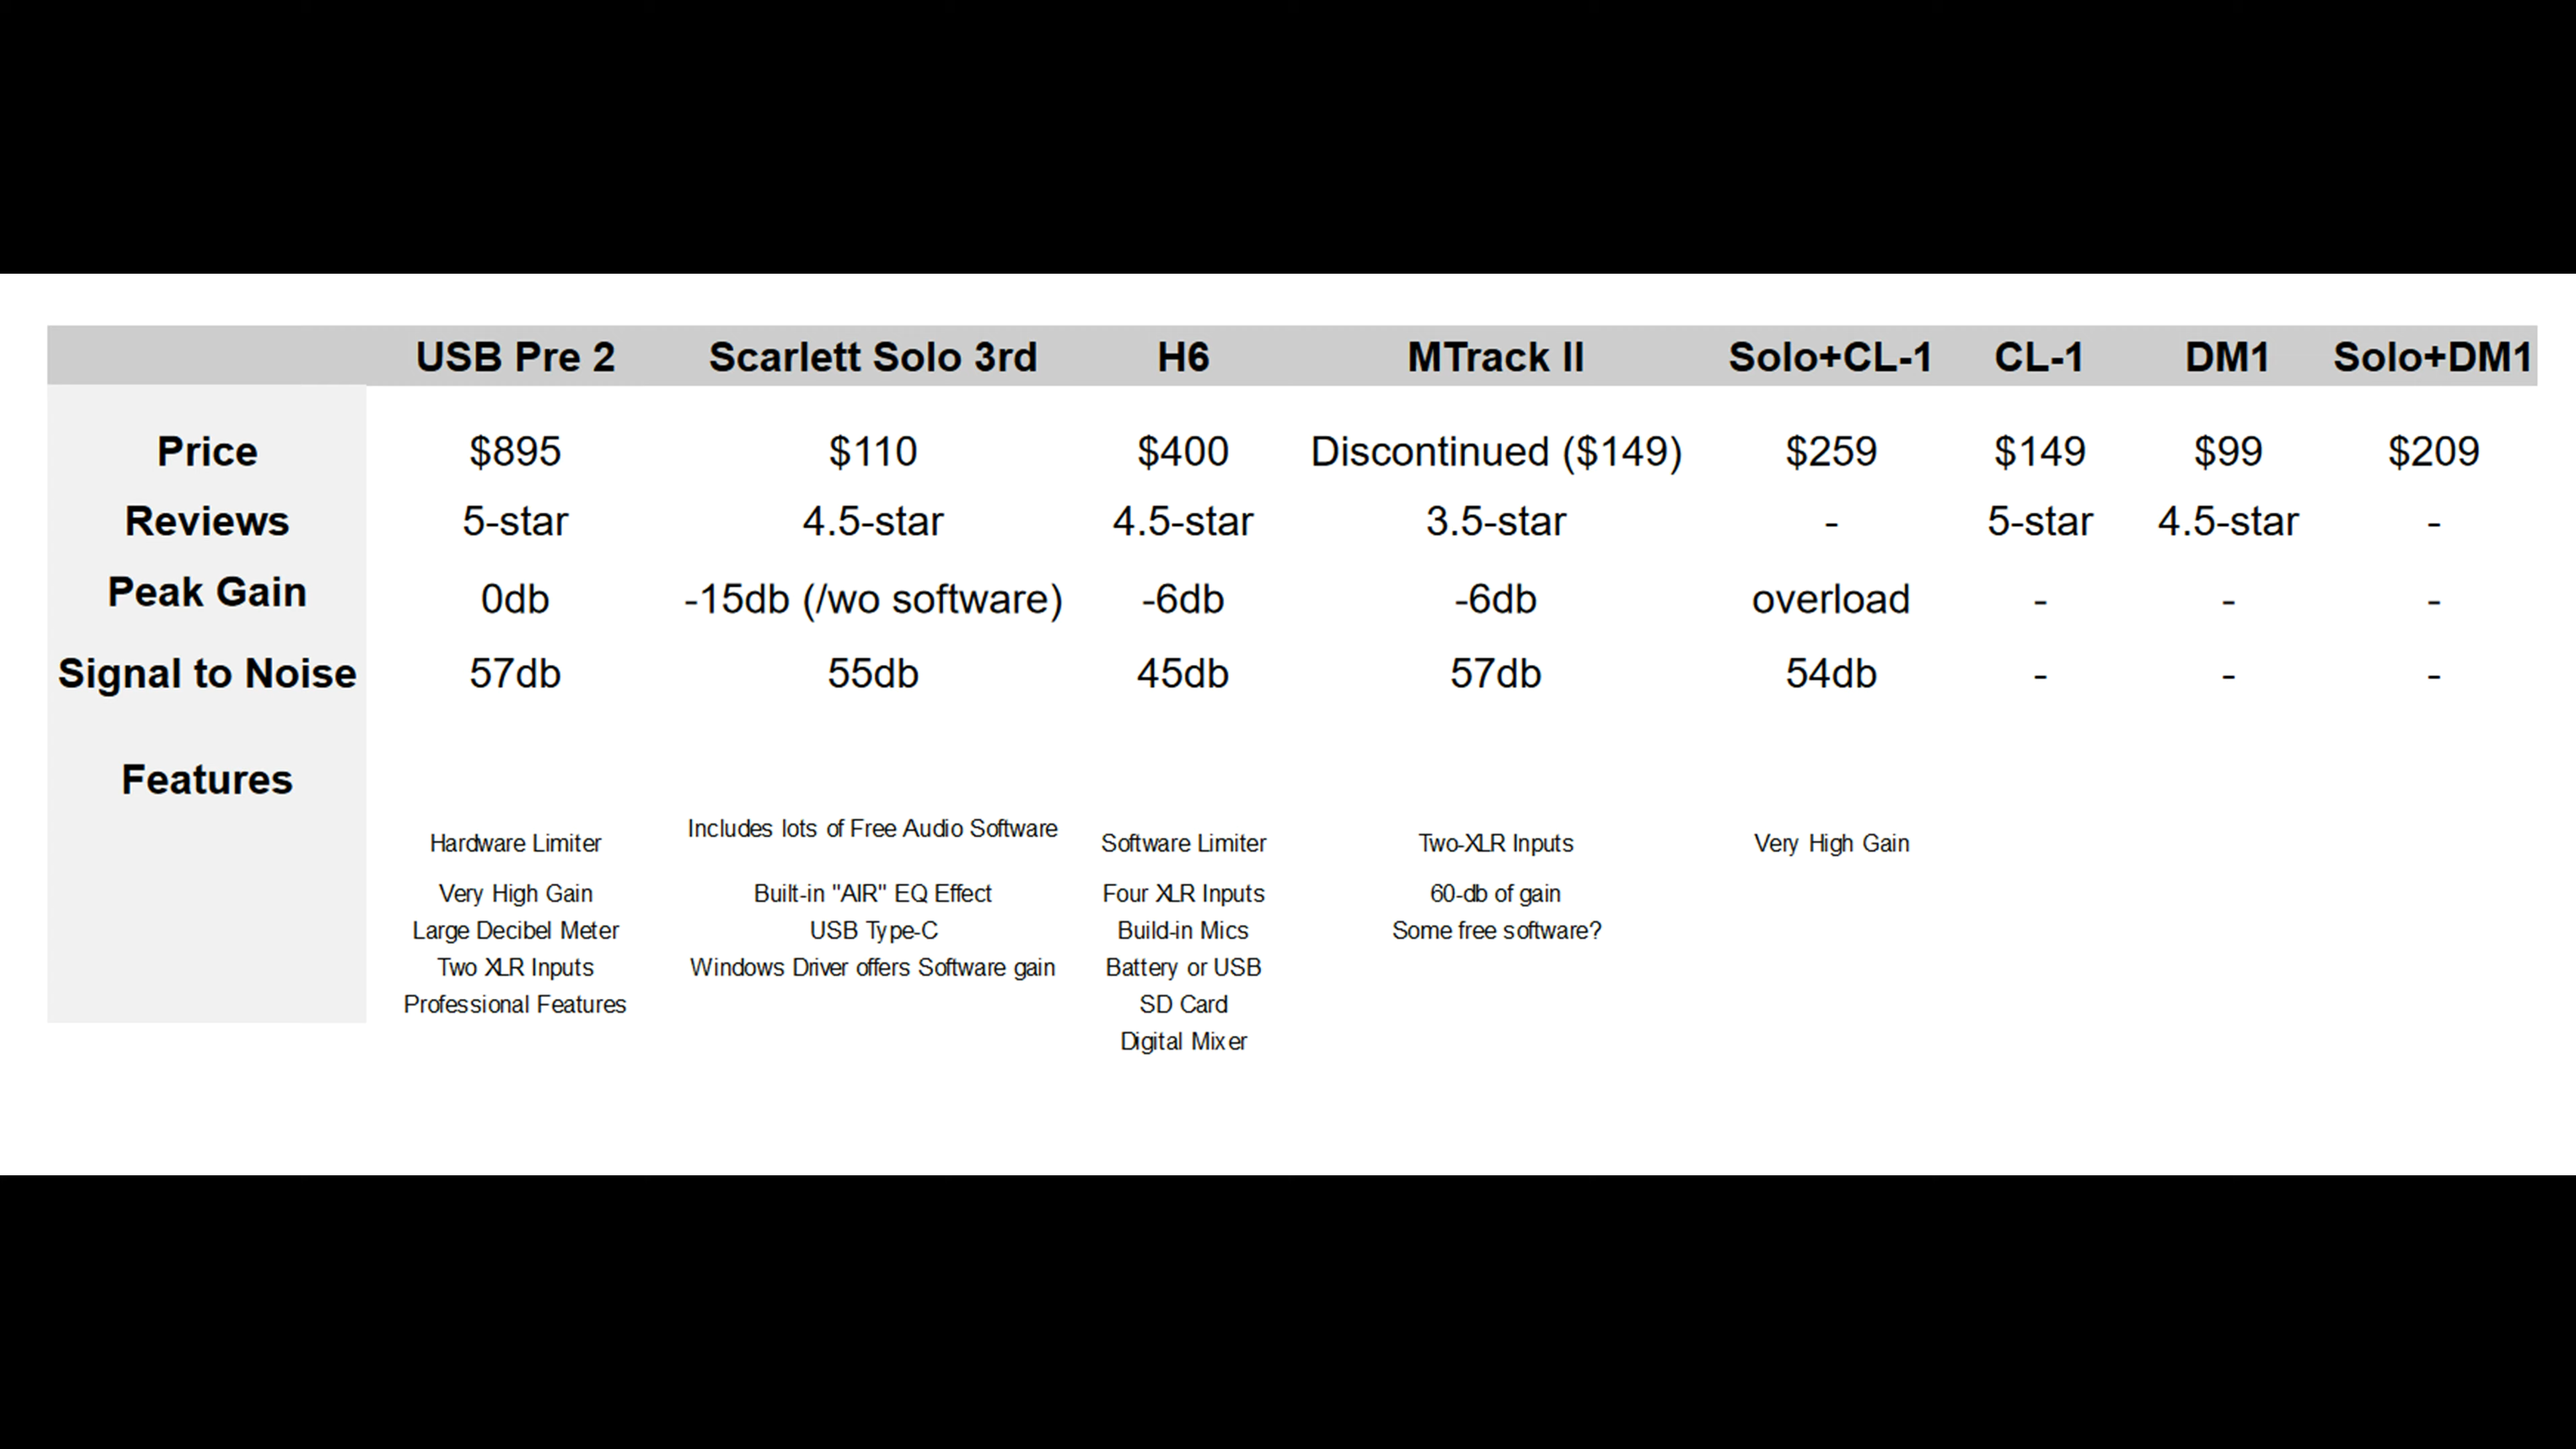 USB Pre 2 Scarlett Solo 3rd H6 MTrack II Solo+CL-1 CL-1 DM1 Solo+DM1
Price $895 $110 $400 Discontinued ($149) $259 $149 $99 $209
Reviews 5-star 4.5-star 4.5-star 3.5-star - 5-star 4.5-star -
Peak Gain 0db -15db (/wo software) -6db -6db overload - - -
Signal to Noise 57db 55db 45db 57db 54db - - -
Features
Hardware Limiter Includes lots of Free Audio Software Software Limiter Two-XLR Inputs Very High Gain
Very High Gain Built-in "AIR" EQ Effect Four XLR Inputs 60-db of gain
Large Decibel Meter USB Type-C Build-in Mics Some free software?
Two XLR Inputs Windows Driver offers Software gain Battery or USB
Professional Features SD Card
Digital Mixer